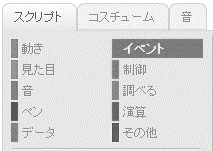 スクリプト コスチューム 音
動き イベント
見た目 制御
音 調べる
ペン 演算
データ その他